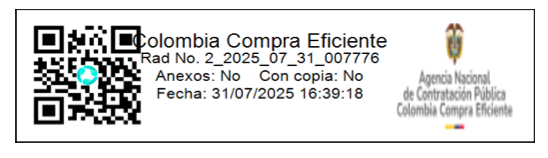 Colombia Compra Eficiente
Rad No. 2_2025_07_31_007776
Anexos: No Con copia: No
Fecha: 31/07/2025 16:39:18
Agencia Nacional
de Contratación Pública
Colombia Compra Eficiente